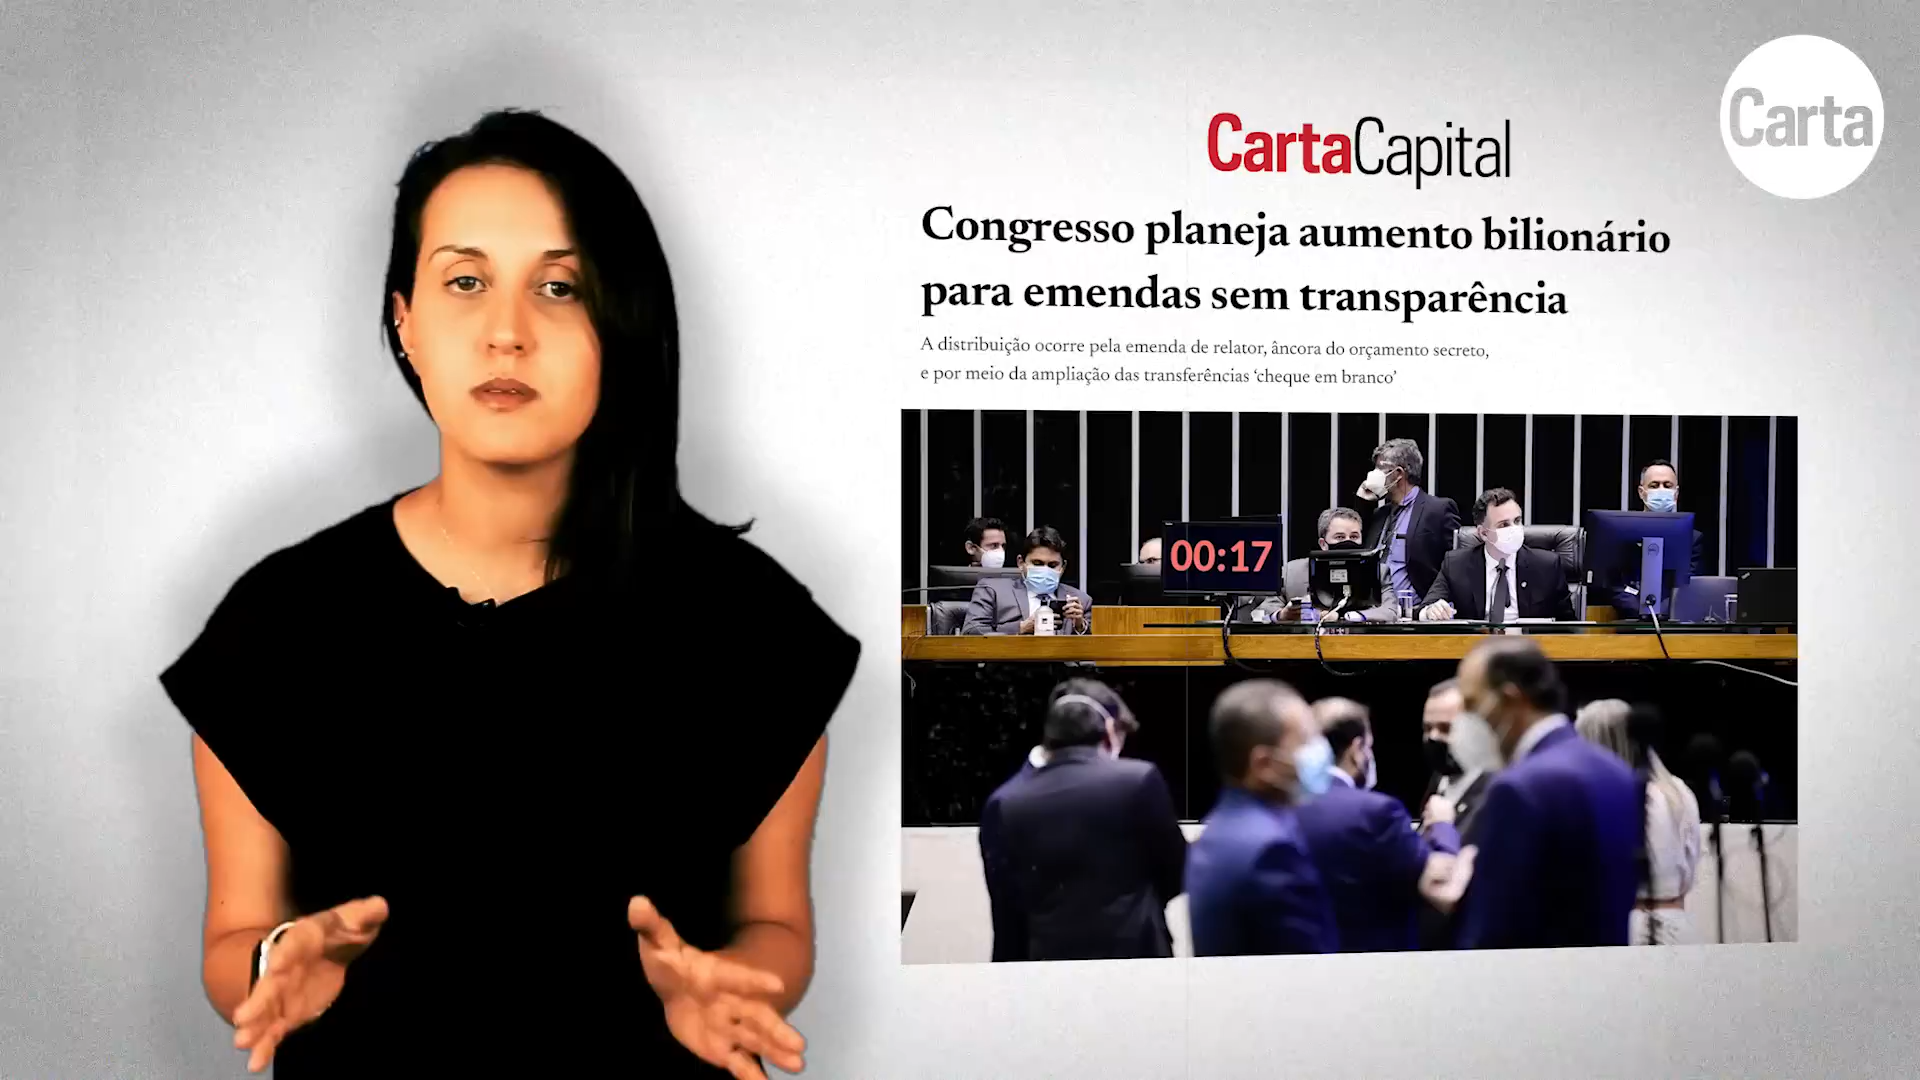 Carta
CartaCapital
Congresso planeja aumento bilionário
para emendas sem transparência
A distribuição ocorre pela emenda de relator, âncora do orçamento secreto,
e por meio da ampliação das transferências ‘cheque em branco’
00:17